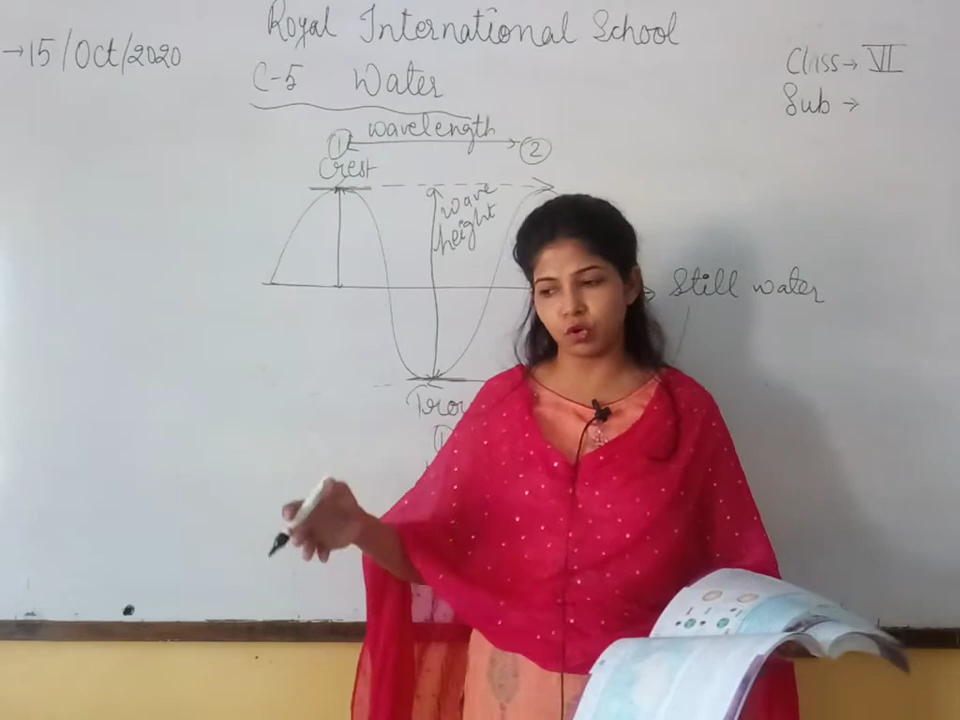 Royal International School
→15/Oct/2020
Class→ VI
C-5 Water
Sub →
wavelength
1
2
Crest
wave
height
Still water